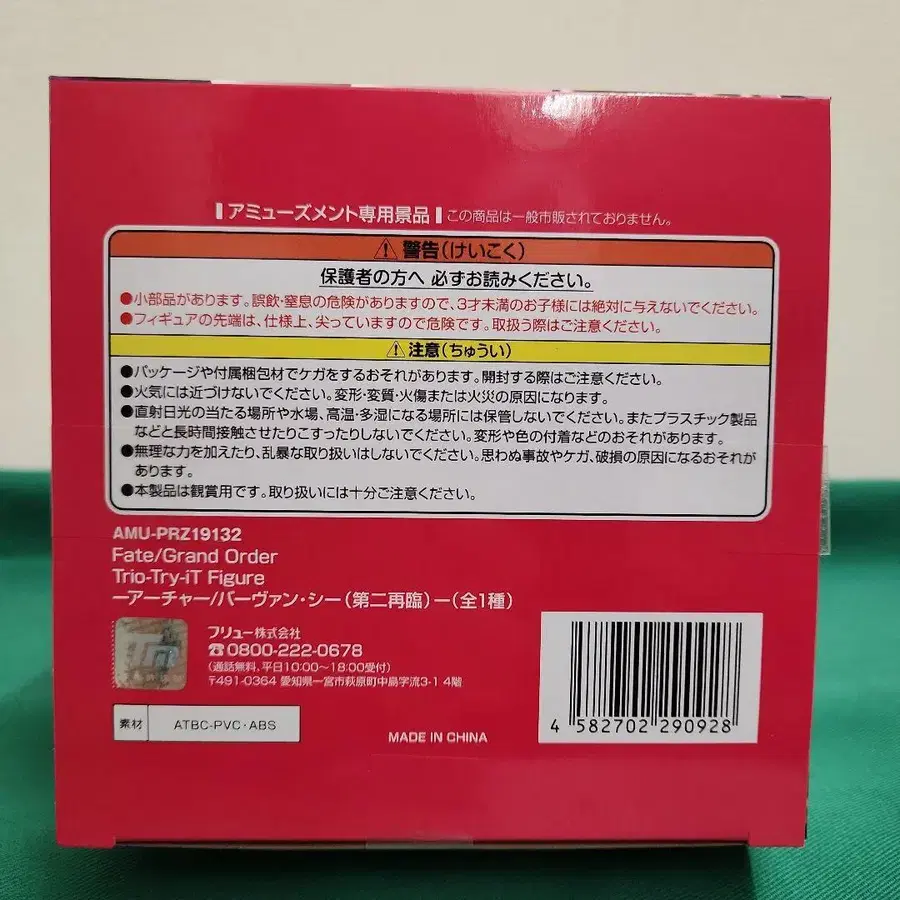 アミューズメント専用景品 この商品は一般市販されておりません。
警告(けいこく)
保護者の方へ 必ずお読みください。
●小部品があります。誤飲・窒息の危険がありますので、3才未満のお子様には絶対に与えないでください。
●フィギュアの先端は、仕様上、尖っていますので危険です。取扱う際はご注意ください。
注意(ちゅうい)
●パッケージや付属梱包材でケガをするおそれがあります。開封する際はご注意ください。
●火気には近づけないでください。変形・変質・火傷または火災の原因になります。
●直射日光の当たる場所や水場、高温・多湿になる場所には保管しないでください。またプラスチック製品
などと長時間接触させたりこすったりしないでください。変形や色の付着などのおそれがあります。
●無理な力を加えたり、乱暴な取り扱いはしないでください。思わぬ事故やケガ、破損の原因になるおそれが
あります。
●本製品は観賞用です。取り扱いには十分ご注意ください。
AMU-PRZ19132
Fate/Grand Order
Trio-Try-iT Figure
ーアーチャー/バーヴァン・シー(第二再臨)ー(全1種)
フリュー株式会社
☎0800-222-0678
(通話無料、平日10:00〜18:00受付)
〒491-0364 愛知県一宮市萩原町中島字流3-1 4階
素材 ATBC-PVC・ABS
MADE IN CHINA
4 582702 290928